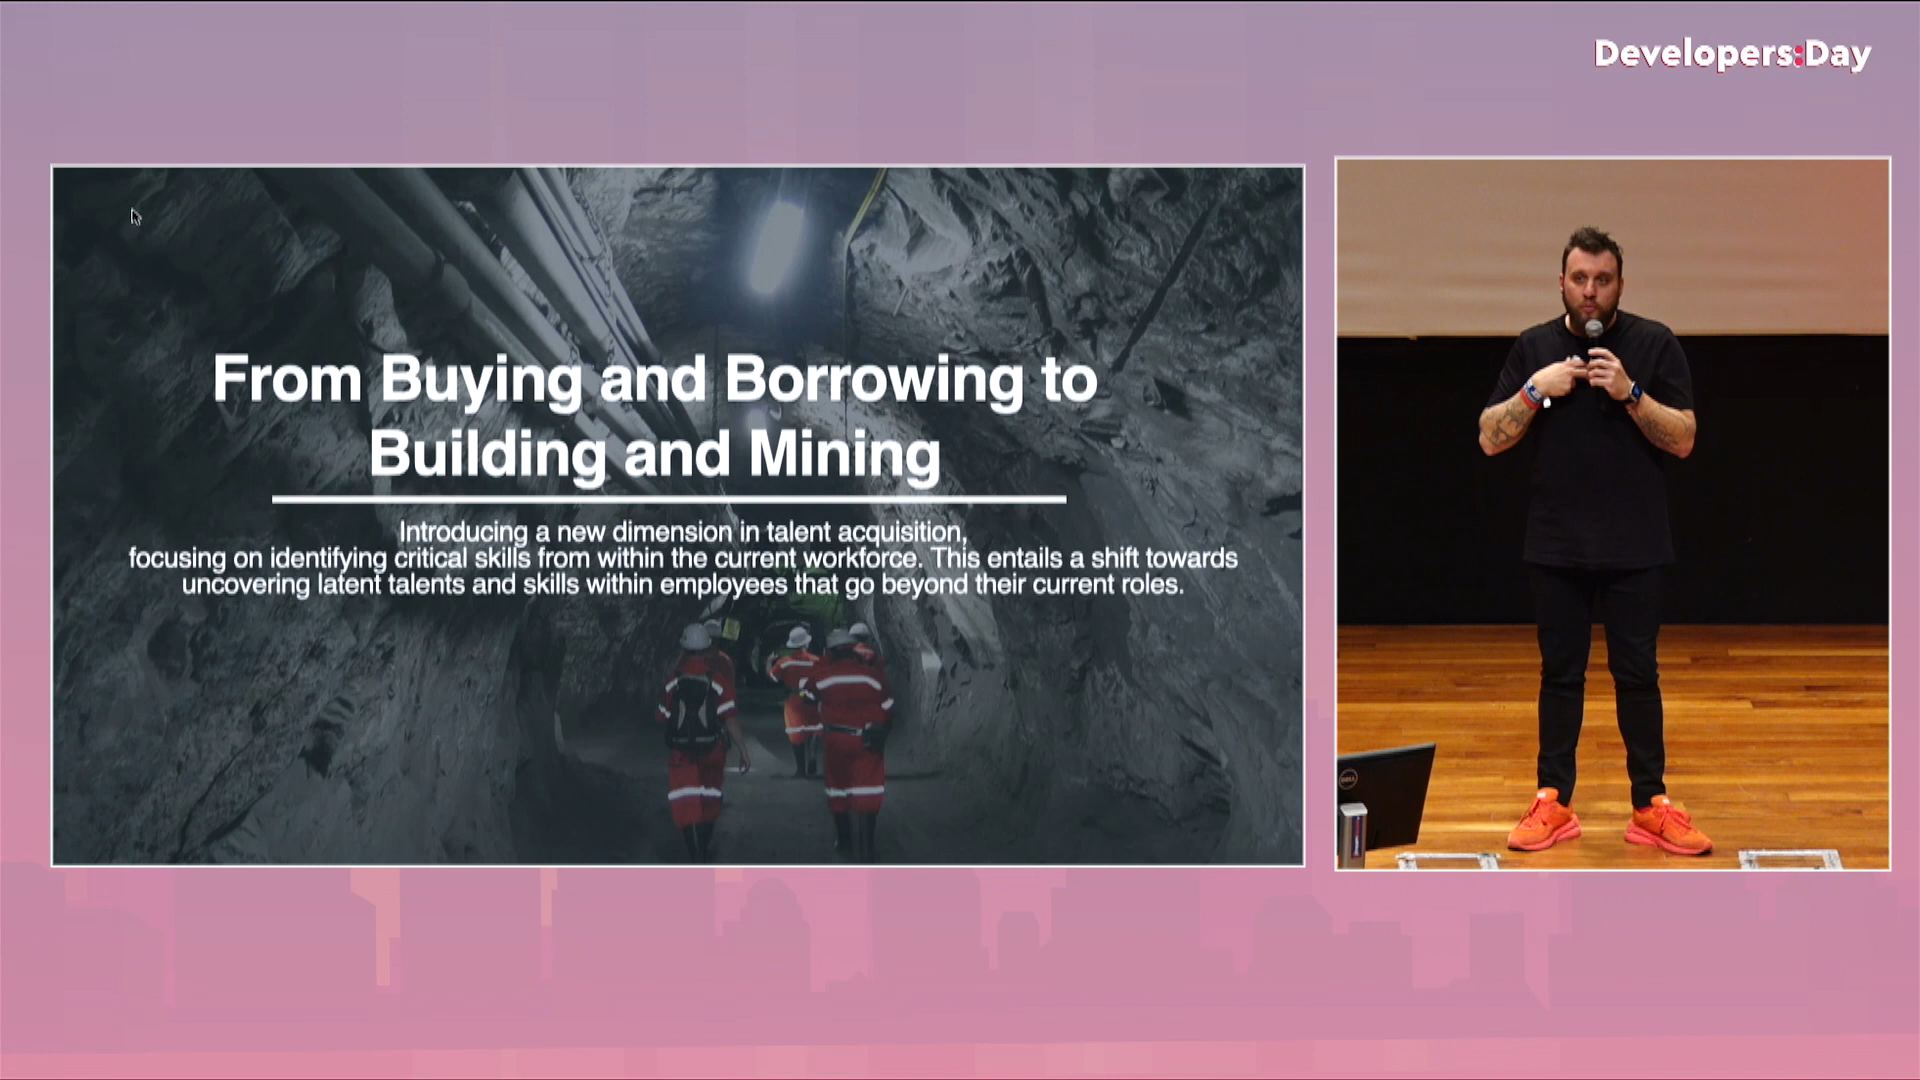 Developers:Day
From Buying and Borrowing to
Building and Mining
Introducing a new dimension in talent acquisition,
focusing on identifying critical skills from within the current workforce. This entails a shift towards
uncovering latent talents and skills within employees that go beyond their current roles.
DELL